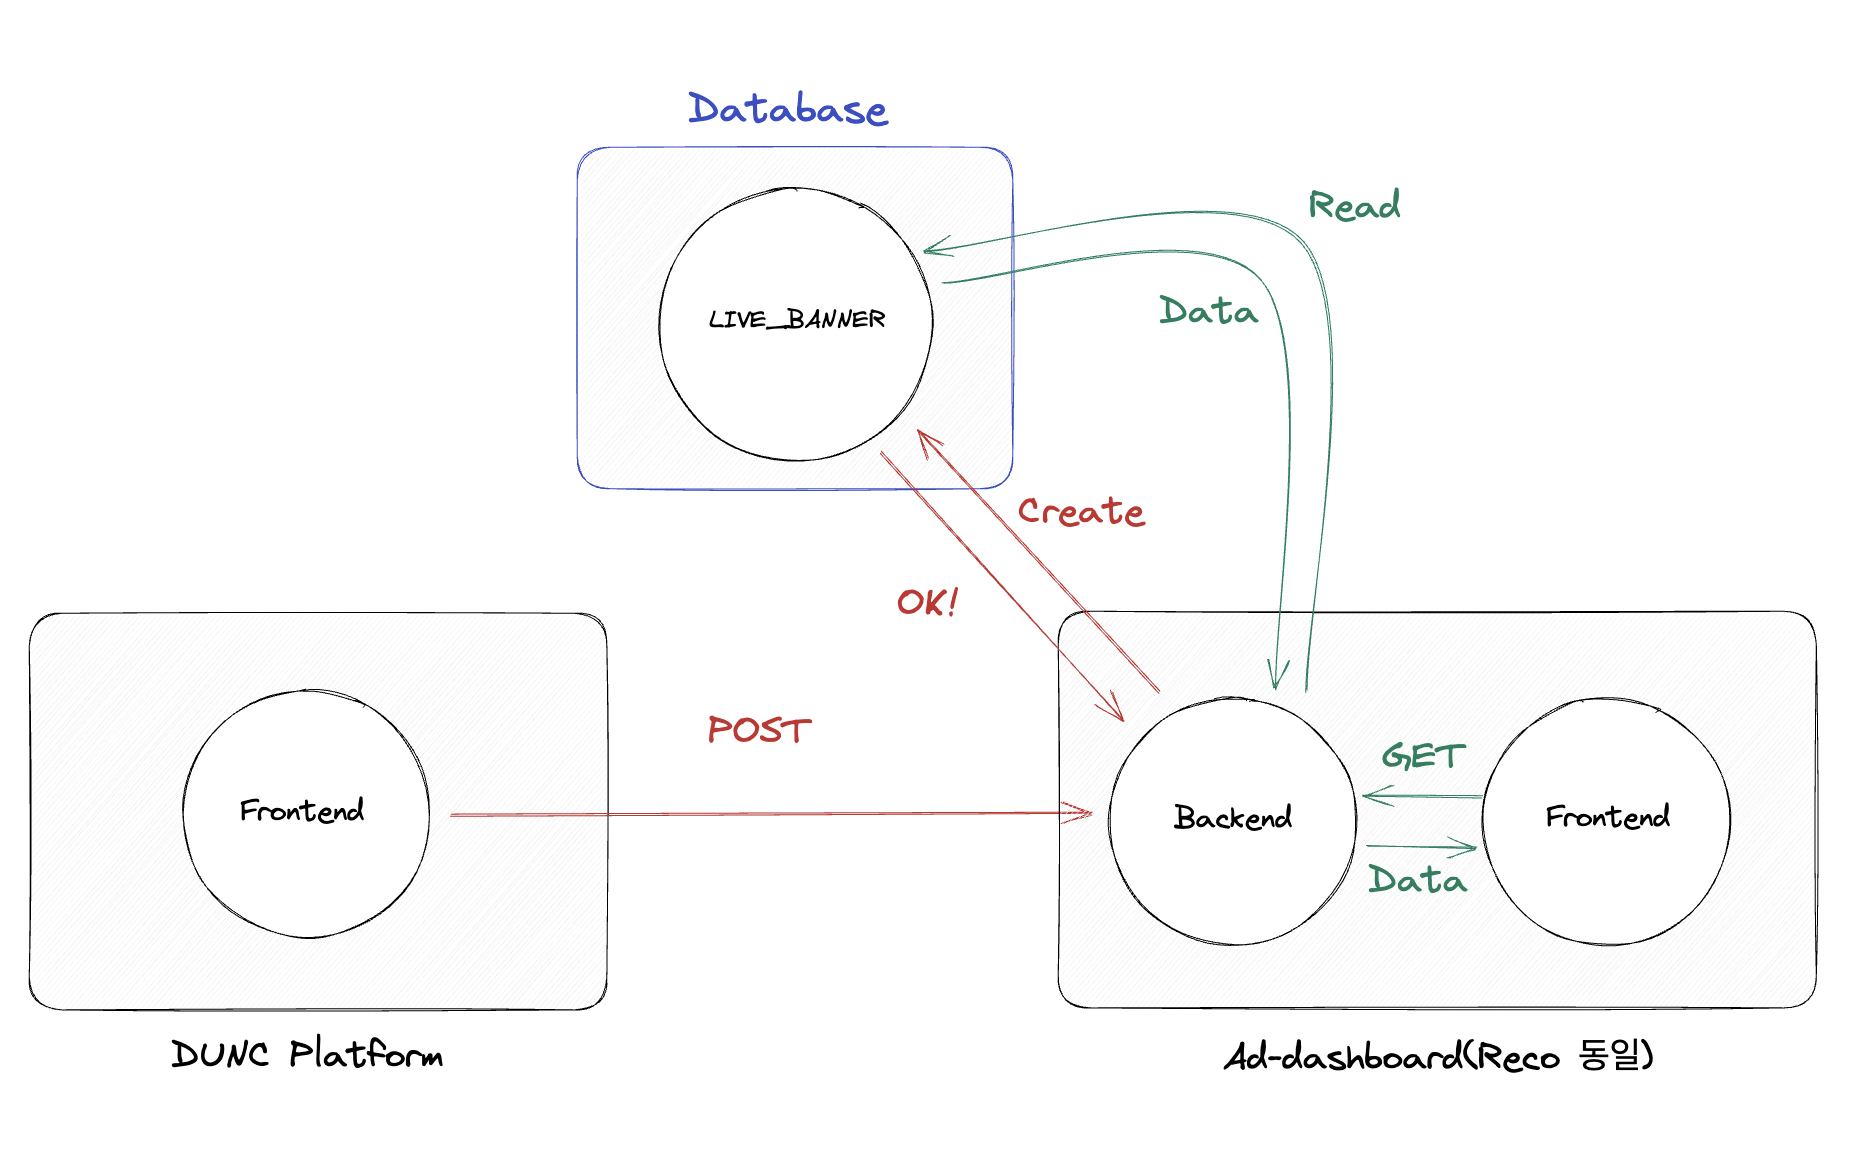 Database
Read
Data
LIVE_BANNER
Create
OK!
POST
GET
Frontend
Backend
Frontend
Data
DUNC Platform
Ad-dashboard(Reco 동일)